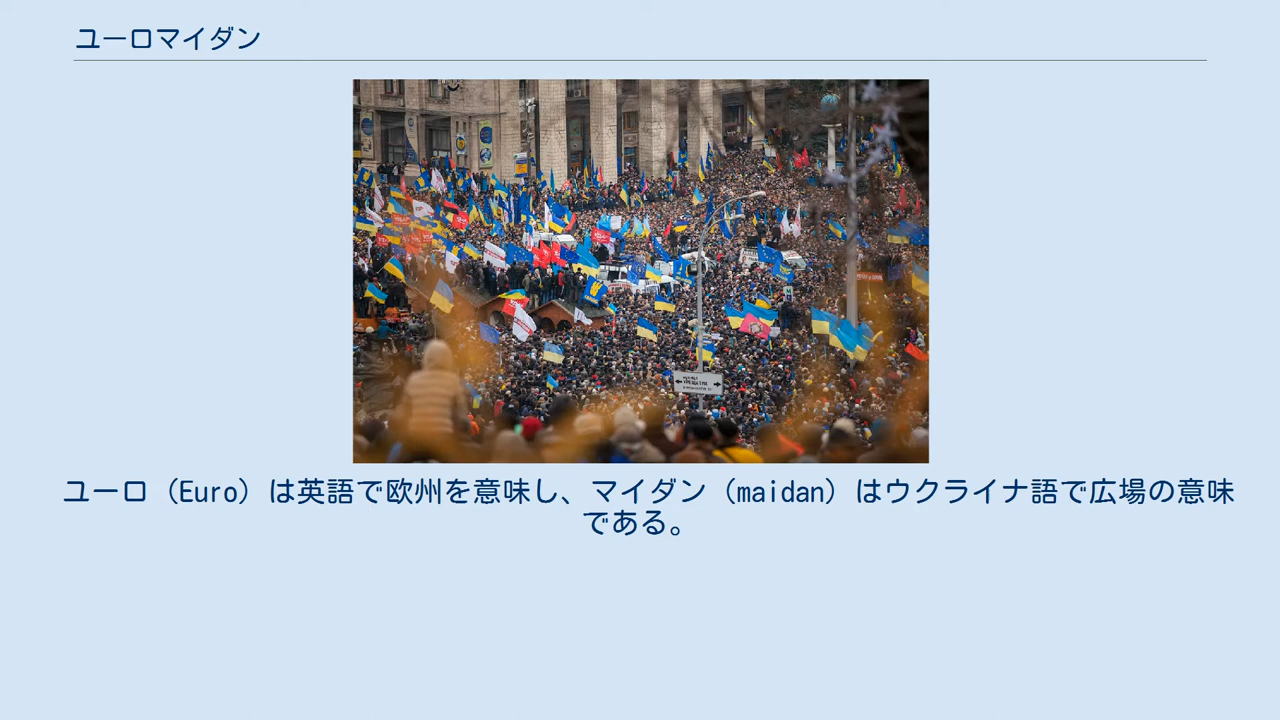 ユーロマイダン
ユーロ（Euro）は英語で欧州を意味し、マイダン（maidan）はウクライナ語で広場の意味
である。